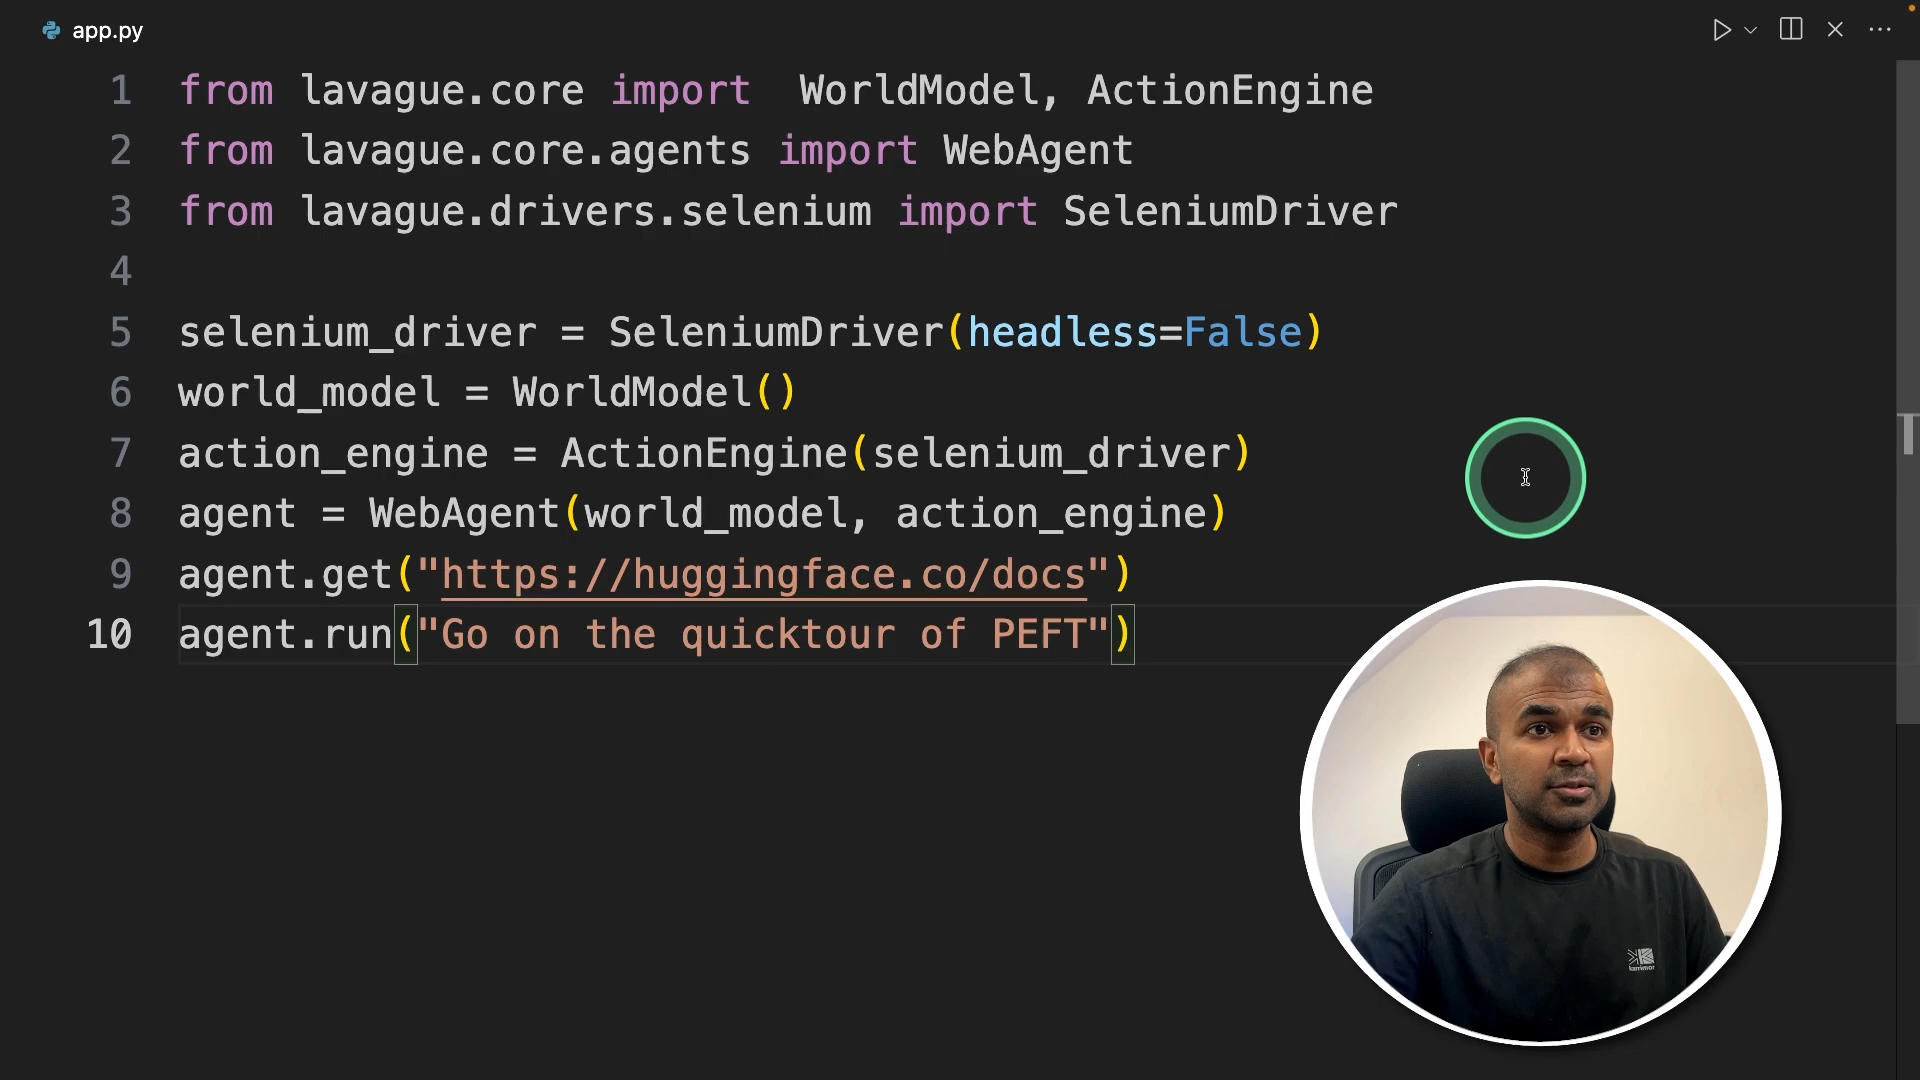 app.py
1 from lavague.core import  WorldModel, ActionEngine
2 from lavague.core.agents import WebAgent
3 from lavague.drivers.selenium import SeleniumDriver
4
5 selenium_driver = SeleniumDriver(headless=False)
6 world_model = WorldModel()
7 action_engine = ActionEngine(selenium_driver)
8 agent = WebAgent(world_model, action_engine)
9 agent.get("https://huggingface.co/docs")
10 agent.run("Go on the quicktour of PEFT")